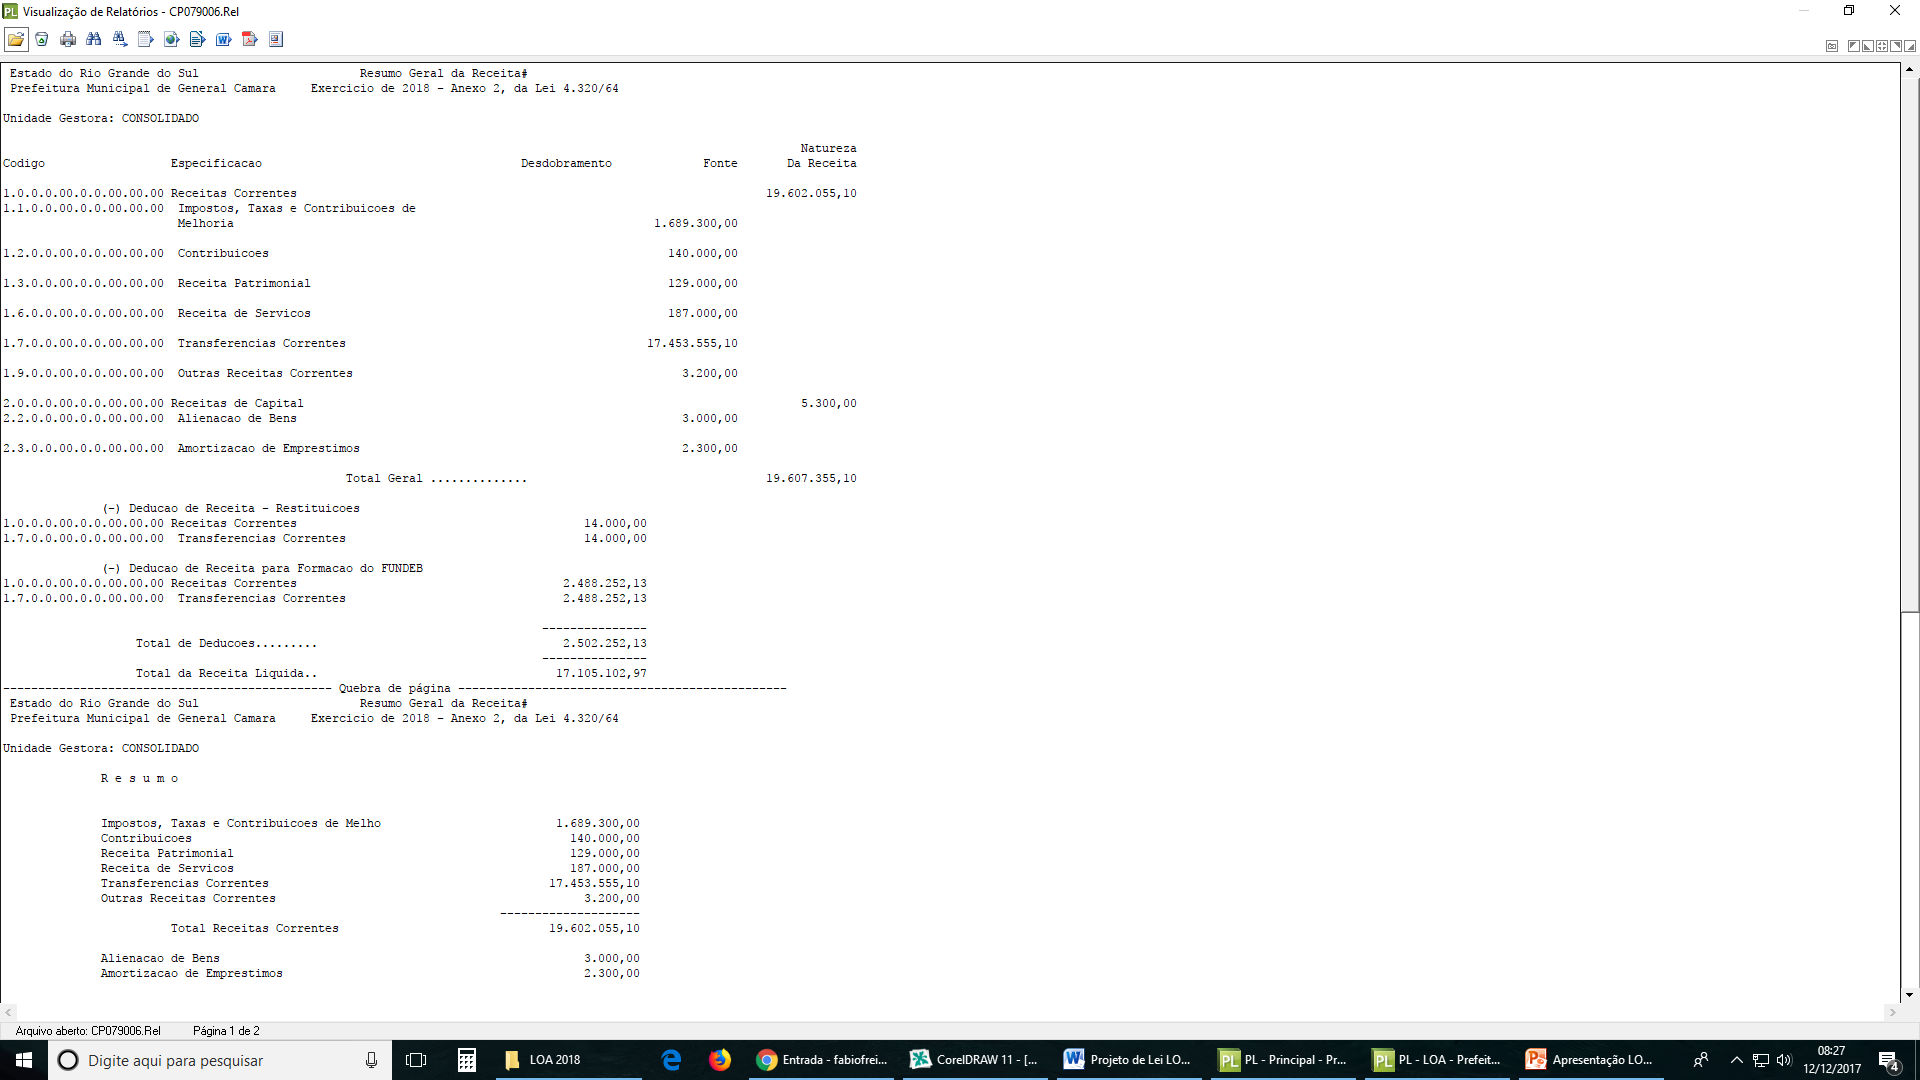 PL Visualização de Relatórios - CP079006.Rel
Estado do Rio Grande do Sul Resumo Geral da Receita#
Prefeitura Municipal de General Camara Exercicio de 2018 - Anexo 2, da Lei 4.320/64
Unidade Gestora: CONSOLIDADO
Natureza
Codigo Especificacao Desdobramento Fonte Da Receita
1.0.0.0.00.0.0.00.00.00 Receitas Correntes 19.602.055,10
1.1.0.0.00.0.0.00.00.00 Impostos, Taxas e Contribuicoes de
Melhoria 1.689.300,00
1.2.0.0.00.0.0.00.00.00 Contribuicoes 140.000,00
1.3.0.0.00.0.0.00.00.00 Receita Patrimonial 129.000,00
1.6.0.0.00.0.0.00.00.00 Receita de Servicos 187.000,00
1.7.0.0.00.0.0.00.00.00 Transferencias Correntes 17.453.555,10
1.9.0.0.00.0.0.00.00.00 Outras Receitas Correntes 3.200,00
2.0.0.0.00.0.0.00.00.00 Receitas de Capital 5.300,00
2.2.0.0.00.0.0.00.00.00 Alienacao de Bens 3.000,00
2.3.0.0.00.0.0.00.00.00 Amortizacao de Emprestimos 2.300,00
Total Geral .............. 19.607.355,10
(-) Deducao de Receita - Restituicoes
1.0.0.0.00.0.0.00.00.00 Receitas Correntes 14.000,00
1.7.0.0.00.0.0.00.00.00 Transferencias Correntes 14.000,00
(-) Deducao de Receita para Formacao do FUNDEB
1.0.0.0.00.0.0.00.00.00 Receitas Correntes 2.488.252,13
1.7.0.0.00.0.0.00.00.00 Transferencias Correntes 2.488.252,13
---------------
Total de Deducoes......... 2.502.252,13
---------------
Total da Receita Liquida.. 17.105.102,97
----------------------------------------------- Quebra de página -----------------------------------------------
Estado do Rio Grande do Sul Resumo Geral da Receita#
Prefeitura Municipal de General Camara Exercicio de 2018 - Anexo 2, da Lei 4.320/64
Unidade Gestora: CONSOLIDADO
R e s u m o
Impostos, Taxas e Contribuicoes de Melho 1.689.300,00
Contribuicoes 140.000,00
Receita Patrimonial 129.000,00
Receita de Servicos 187.000,00
Transferencias Correntes 17.453.555,10
Outras Receitas Correntes 3.200,00
--------------------
Total Receitas Correntes 19.602.055,10
Alienacao de Bens 3.000,00
Amortizacao de Emprestimos 2.300,00
Arquivo aberto: CP079006.Rel Página 1 de 2
Digite aqui para pesquisar LOA 2018 Entrada - fabiofrei... CorelDRAW 11 - [... Projeto de Lei LO... PL PL - Principal - Pr... PL PL - LOA - Prefeit... Apresentação LO... 08:27
12/12/2017 4